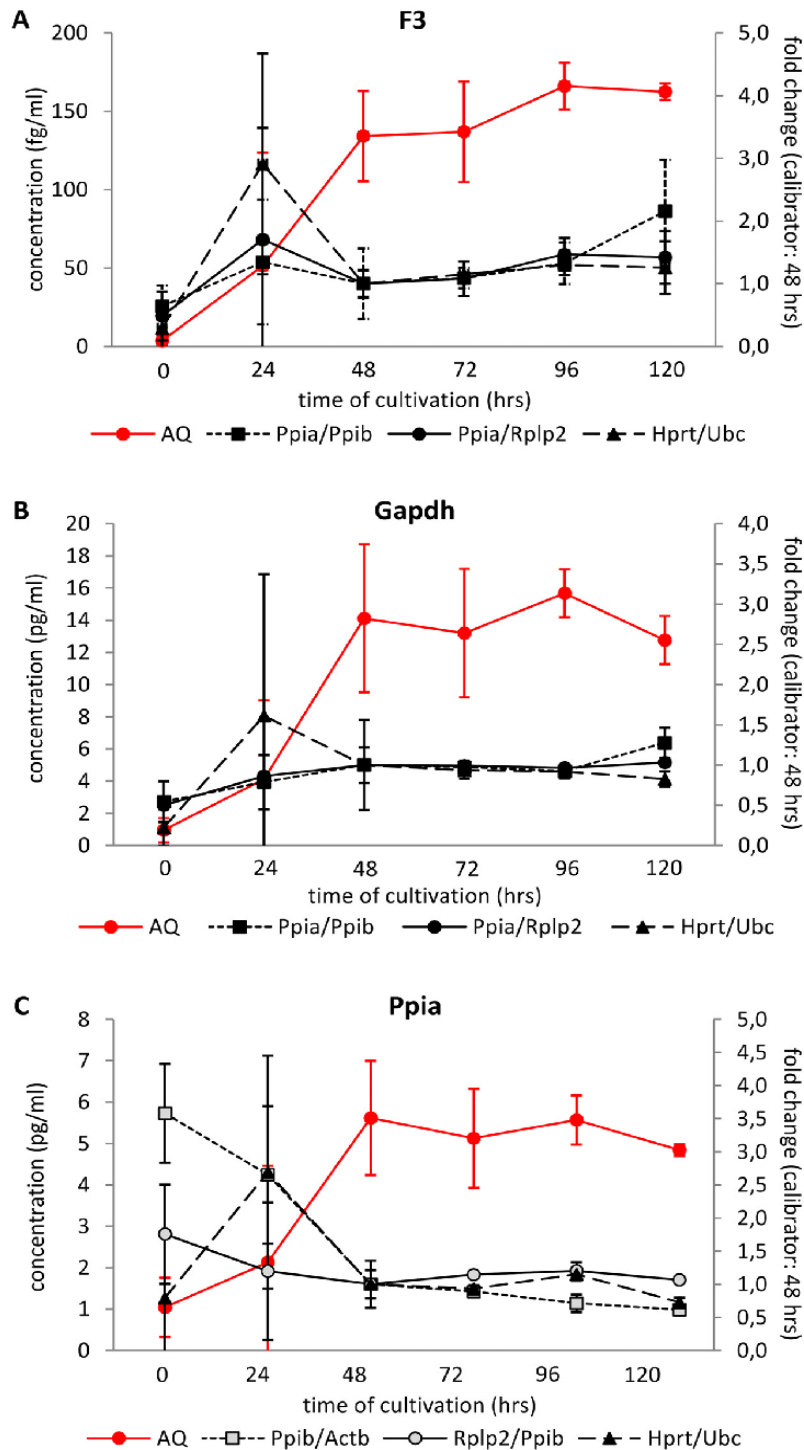 A
F3
200
150
100
50
0
concentration (fg/ml)
5,0
4,0
3,0
2,0
1,0
0,0
fold change (calibrator: 48 hrs)
0 24 48 72 96 120
time of cultivation (hrs)
AQ Ppia/Ppib Ppia/Rplp2 Hprt/Ubc
B
Gapdh
20
18
16
14
12
10
8
6
4
2
0
concentration (pg/ml)
4,0
3,5
3,0
2,5
2,0
1,5
1,0
0,5
0,0
fold change (calibrator: 48 hrs)
0 24 48 72 96 120
time of cultivation (hrs)
AQ Ppia/Ppib Ppia/Rplp2 Hprt/Ubc
C
Ppia
8
7
6
5
4
3
2
1
0
concentration (pg/ml)
5,0
4,5
4,0
3,5
3,0
2,5
2,0
1,5
1,0
0,5
0,0
fold change (calibrator: 48 hrs)
0 24 48 72 96 120
time of cultivation (hrs)
AQ Ppib/Actb Rplp2/Ppib Hprt/Ubc